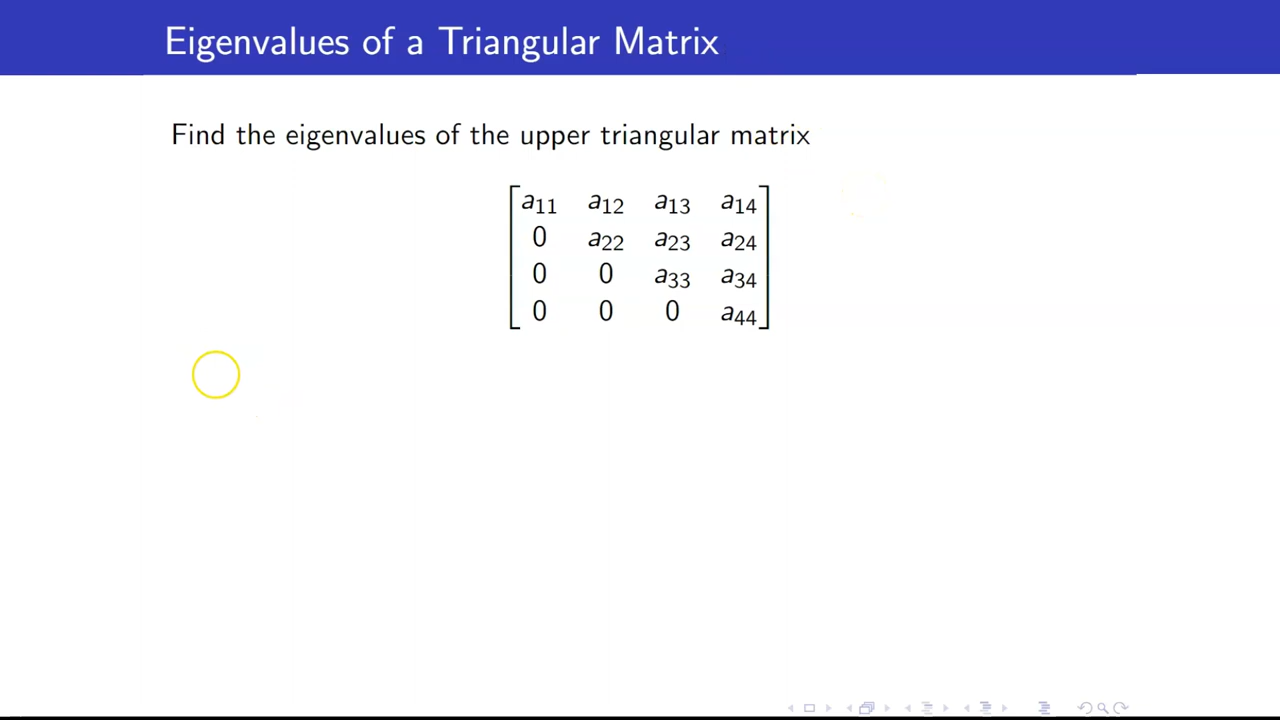 Eigenvalues of a Triangular Matrix
Find the eigenvalues of the upper triangular matrix
a₁₁ a₁₂ a₁₃ a₁₄
0 a₂₂ a₂₃ a₂₄
0 0 a₃₃ a₃₄
0 0 0 a₄₄